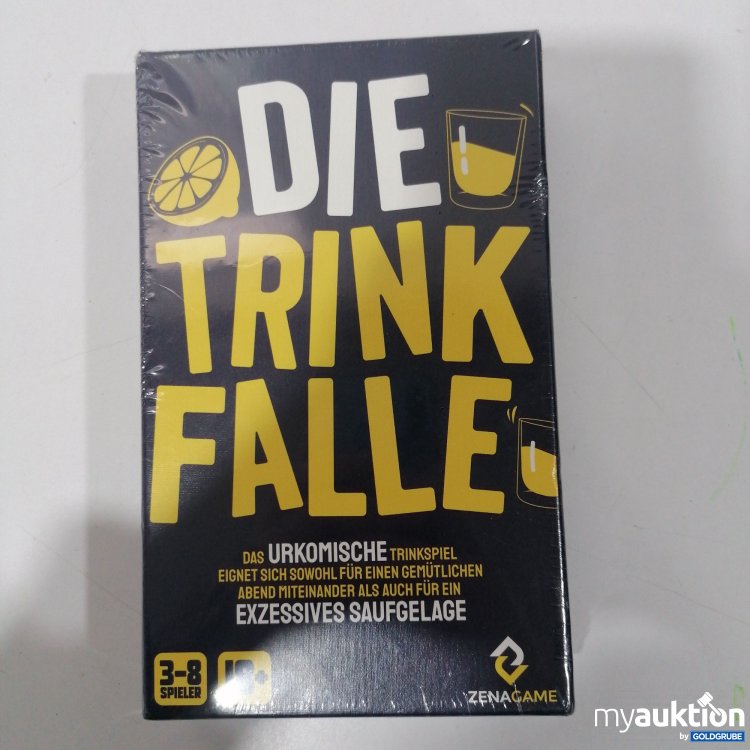 DIE
TRINK
FALLE
DAS URKOMISCHE TRINKSPIEL
EIGNET SICH SOWOHL FÜR EINEN GEMÜTLICHEN
ABEND MITEINANDER ALS AUCH FÜR EIN
EXZESSIVES SAUFGELAGE
3-8
SPIELER
18+
ZENAGAME
myauktion
by GOLDGRUBE